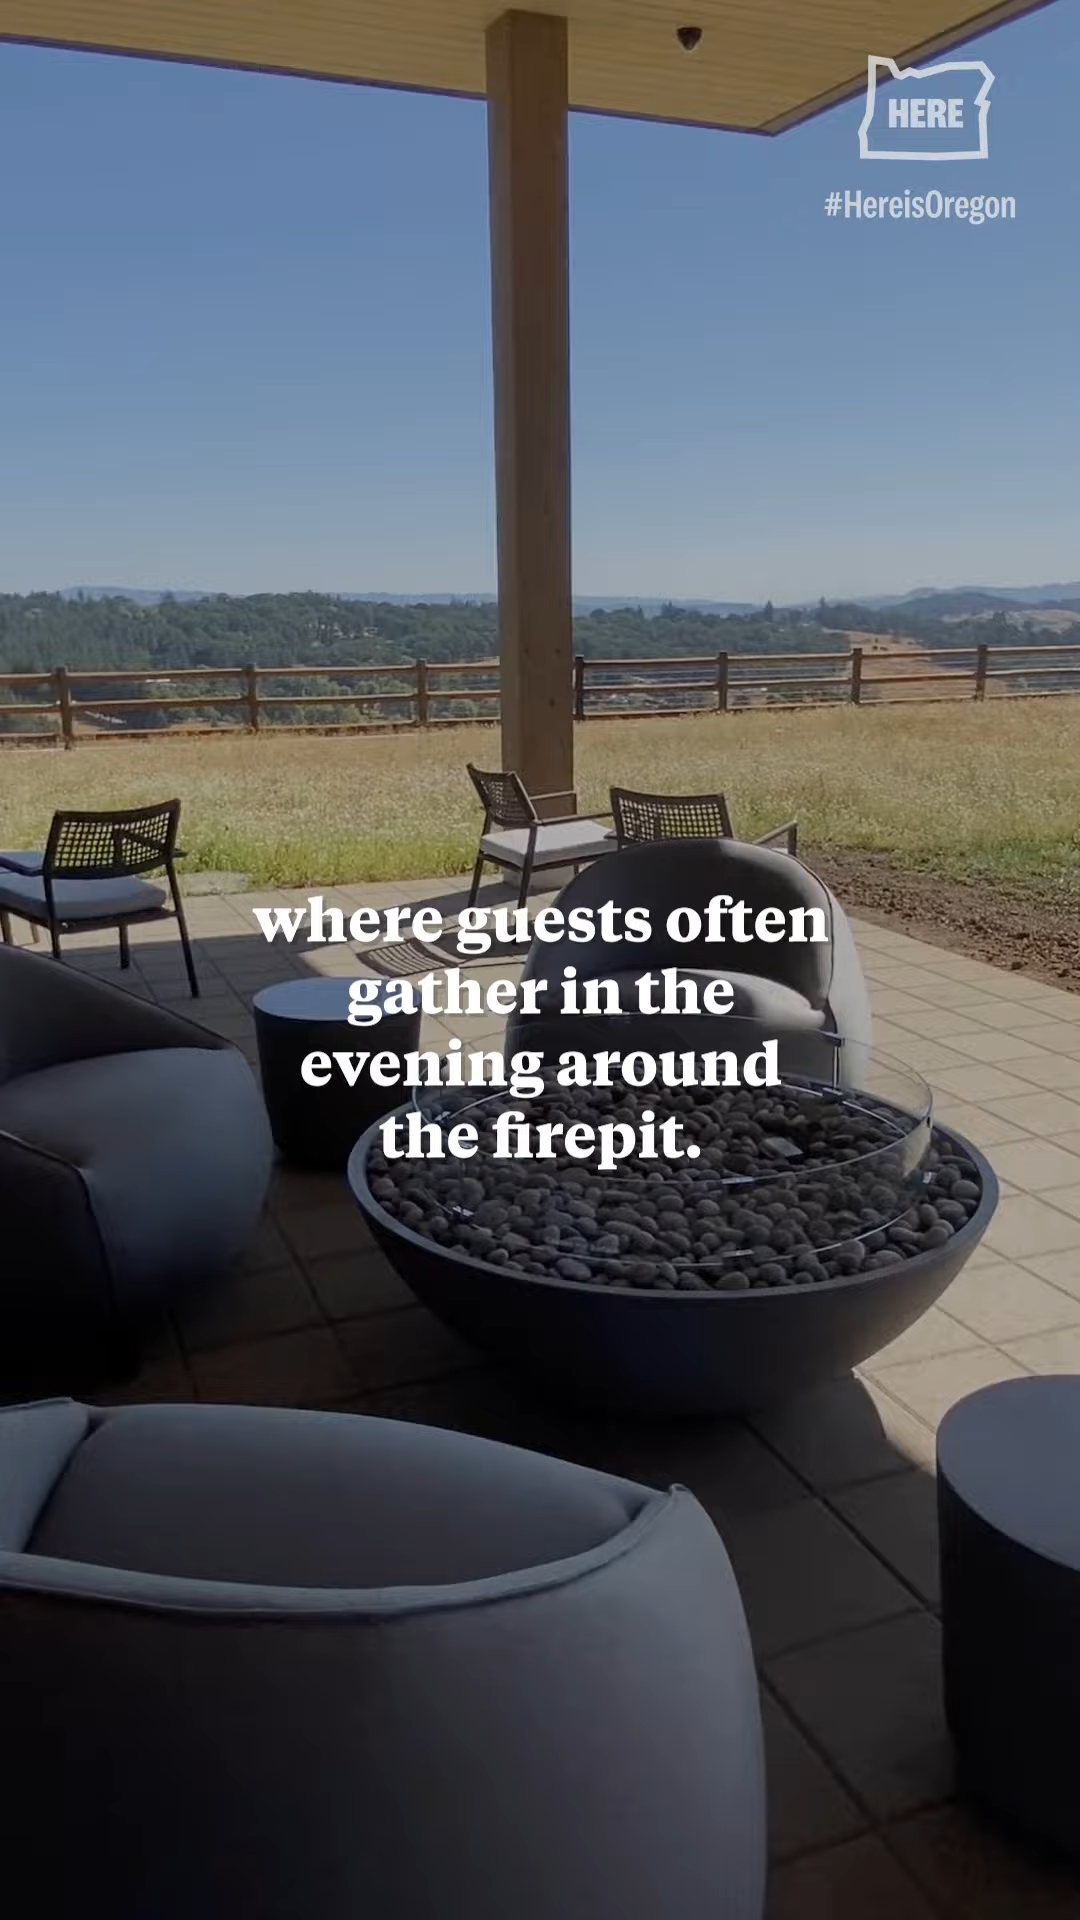 HERE
#HereisOregon
where guests often
gather in the
evening around
the firepit.